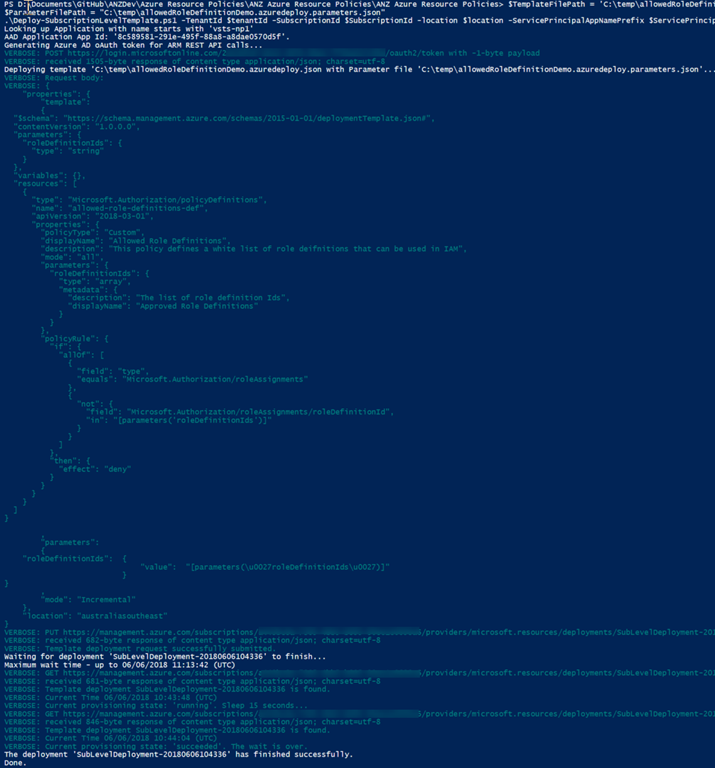 PS D:\Documents\GitHub\ANZDev\Azure Resource Policies\ANZ Azure Resource Policies\ANZ Azure Resource Policies> $TemplateFilePath = 'C:\temp\allowedRoleDefi
$ParameterFilePath = "C:\temp\allowedRoleDefinitionDemo.azuredeploy.parameters.json"
.\Deploy-SubscriptionLevelTemplate.ps1 -TenantId $tenantId -SubscriptionId $SubscriptionId -location $location -ServicePrincipalAppNamePrefix $ServicePrincip
Looking up Application with name starts with 'vsts-np1'
AAD Application App Id: '8c589581-291e-495f-88a8-a8dae0570d5f'.
Generating Azure AD OAuth token for ARM REST API calls...
VERBOSE: POST https://login.microsoftonline.com/ /oauth2/token with -1-byte payload
VERBOSE: received 1505-byte response of content type application/json; charset=utf-8
Deploying template 'C:\temp\allowedRoleDefinitionDemo.azuredeploy.json with Parameter file 'C:\temp\allowedRoleDefinitionDemo.azuredeploy.parameters.json'...
VERBOSE: Request body:
VERBOSE: {
"properties": {
"template":
{
"$schema": "https://schema.management.azure.com/schemas/2015-01-01/deploymentTemplate.json#",
"contentVersion": "1.0.0.0",
"parameters": {
"roleDefinitionIds": {
"type": "string"
}
},
"variables": {},
"resources": [
{
"type": "Microsoft.Authorization/policyDefinitions",
"name": "allowed-role-definitions-def",
"apiversion": "2018-03-01",
"properties": {
"policyType": "Custom",
"displayName": "Allowed Role Definitions",
"description": "This policy defines a white list of role deifnitions that can be used in IAM",
"mode": "all",
"parameters": {
"roleDefinitionIds": {
"type": "array",
"metadata": {
"description": "The list of role definition Ids",
"displayName": "Approved Role Definitions"
}
}
},
"policyRule": {
"if": {
"allOf": [
{
"field": "type",
"equals": "Microsoft.Authorization/roleAssignments"
},
{
"not": {
"field": "Microsoft.Authorization/roleAssignments/roleDefinitionId",
"in": "[parameters('roleDefinitionIds')]"
}
}
]
},
"then": {
"effect": "deny"
}
}
}
}
]
}
,
"parameters":
{
"roleDefinitionIds": {
"value": "[parameters(\u0027roleDefinitionIds\u0027)]"
}
}
,
"mode": "Incremental"
},
"location": "australiasoutheast"
}
VERBOSE: PUT https://management.azure.com/subscriptions/ /providers/microsoft.resources/deployments/SubLevelDeployment-201
VERBOSE: received 682-byte response of content type application/json; charset=utf-8
VERBOSE: Template deployment request successfully submitted.
Waiting for deployment 'SubLevelDeployment-20180606104336' to finish...
Maximum wait time - up to 06/06/2018 11:13:42 (UTC)
VERBOSE: GET https://management.azure.com/subscriptions/ /providers/microsoft.resources/deployments/SubLevelDeployment-201
VERBOSE: received 681-byte response of content type application/json; charset=utf-8
VERBOSE: Template deployment SubLevelDeployment-20180606104336 is found.
VERBOSE: Current Time 06/06/2018 10:43:48 (UTC)
VERBOSE: Current provisioning state: 'running'. Sleep 15 seconds...
VERBOSE: GET https://management.azure.com/subscriptions/ /providers/microsoft.resources/deployments/SubLevelDeployment-201
VERBOSE: received 846-byte response of content type application/json; charset=utf-8
VERBOSE: Template deployment SubLevelDeployment-20180606104336 is found.
VERBOSE: Current Time 06/06/2018 10:44:04 (UTC)
VERBOSE: Current provisioning state: 'succeeded'. The wait is over.
The deployment 'SubLevelDeployment-20180606104336' has finished successfully.
Done.